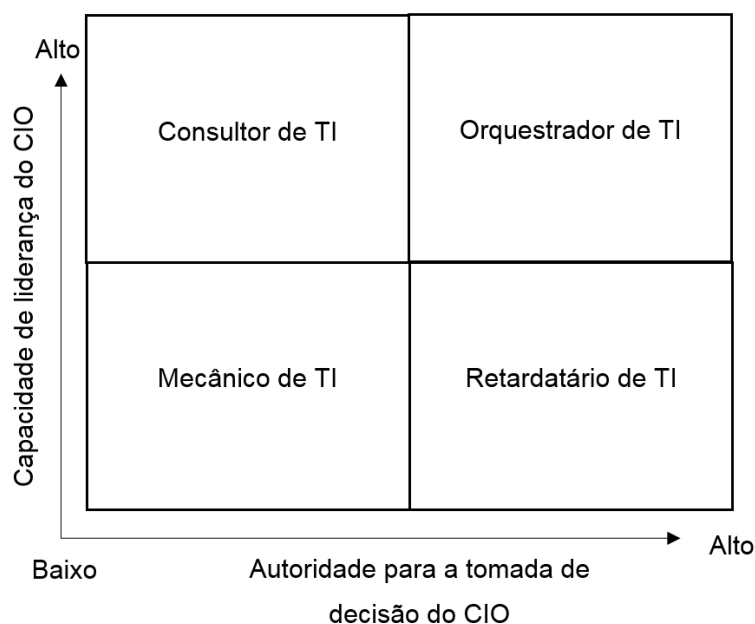 Alto
Consultor de TI
Orquestrador de TI
Capacidade de liderança do CIO
Mecânico de TI
Retardatário de TI
Baixo
Autoridade para a tomada de
decisão do CIO
Alto